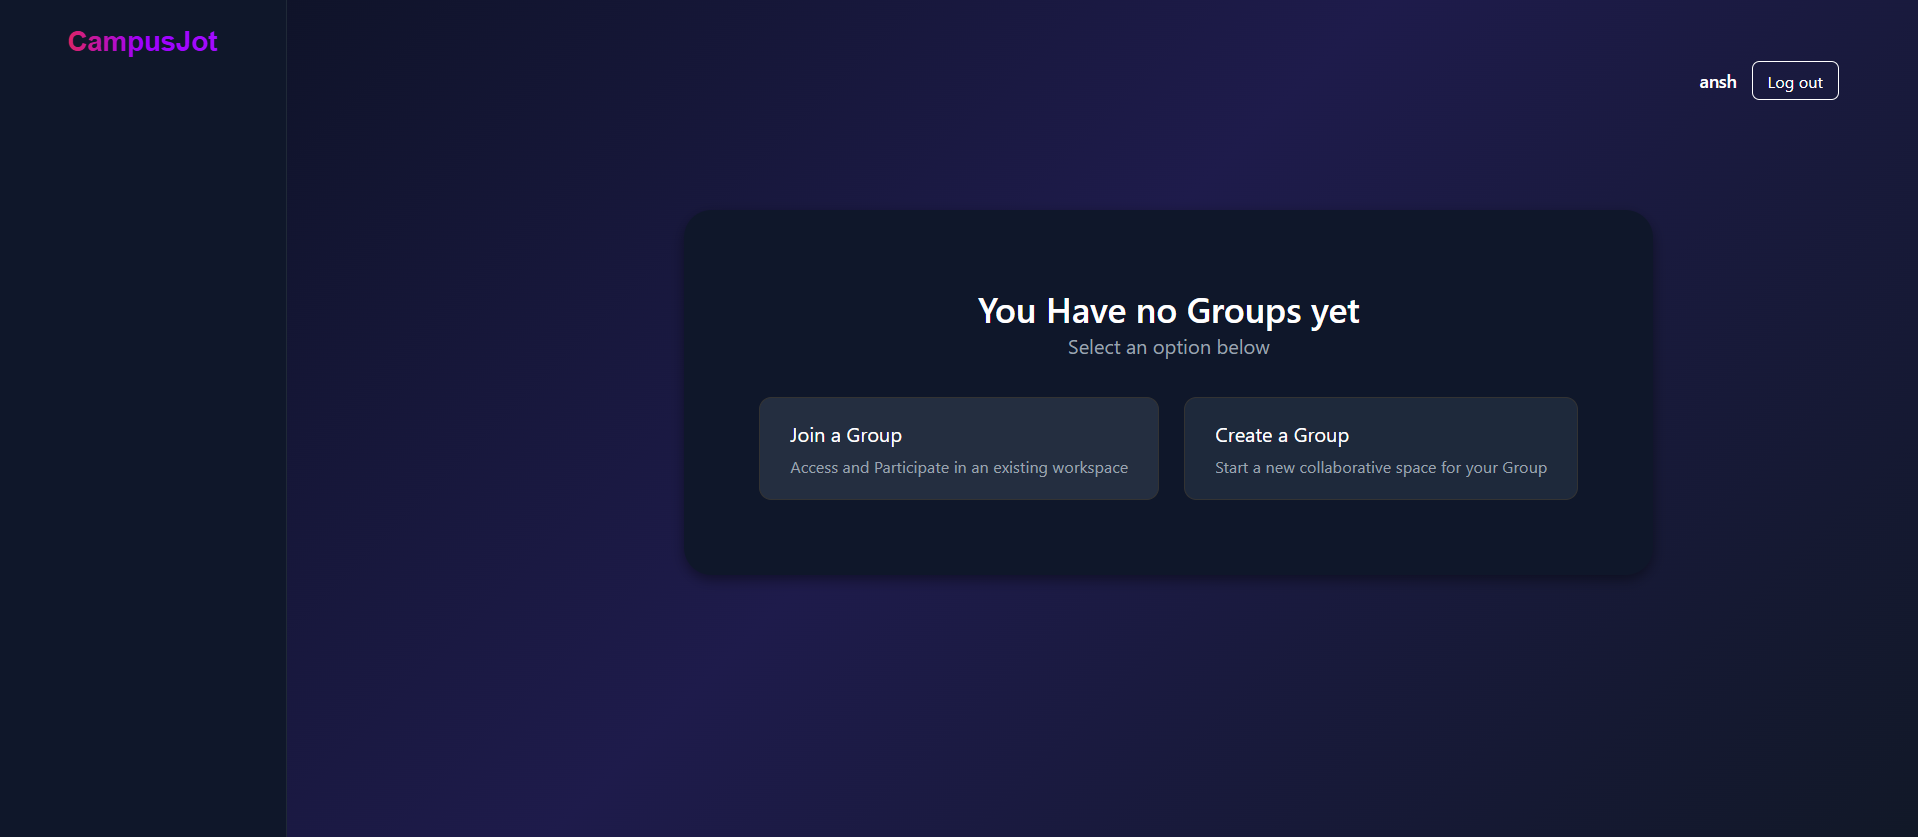 CampusJot
ansh
Log out
You Have no Groups yet
Select an option below
Join a Group
Access and Participate in an existing workspace
Create a Group
Start a new collaborative space for your Group